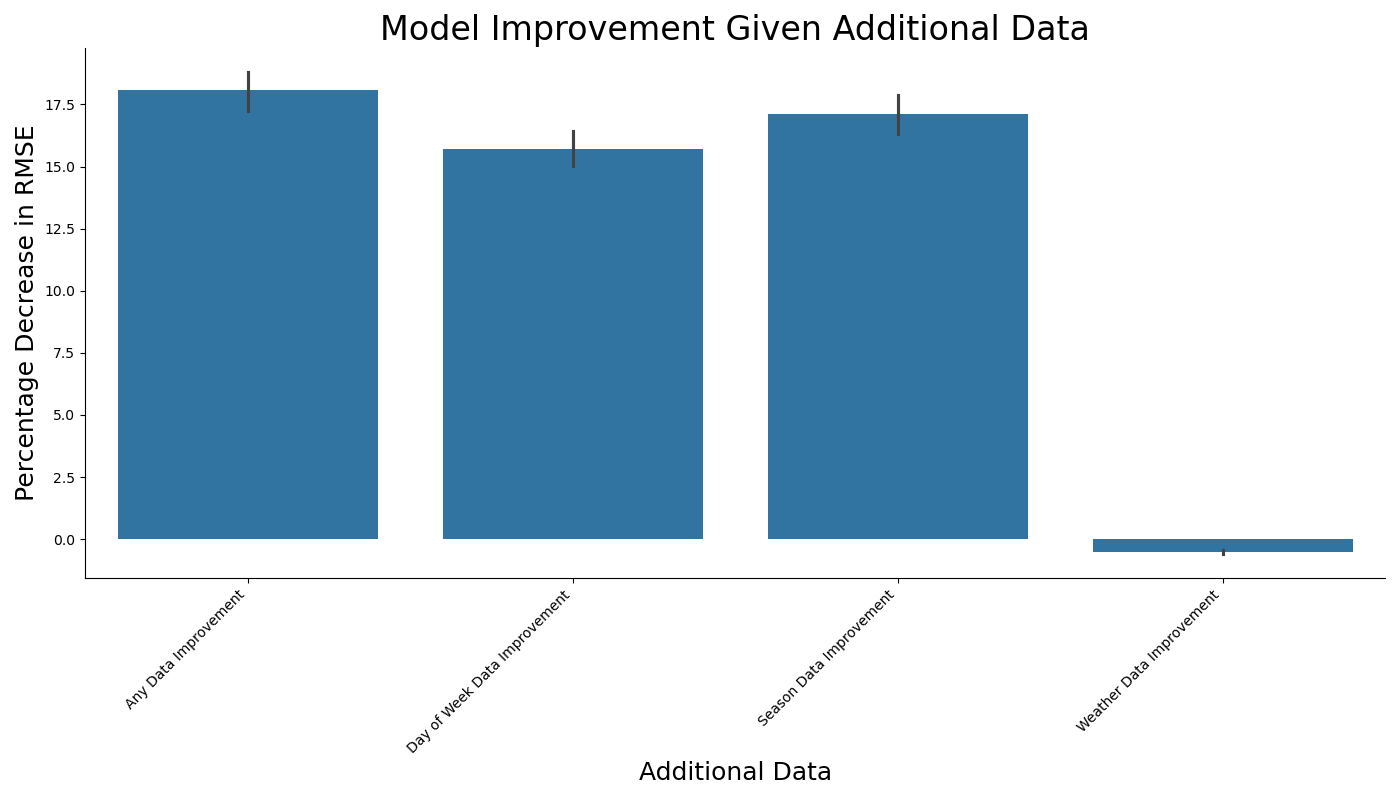 Model Improvement Given Additional Data
Percentage Decrease in RMSE
17.5
15.0
12.5
10.0
7.5
5.0
2.5
0.0
Any Data Improvement
Day of Week Data Improvement
Season Data Improvement
Weather Data Improvement
Additional Data